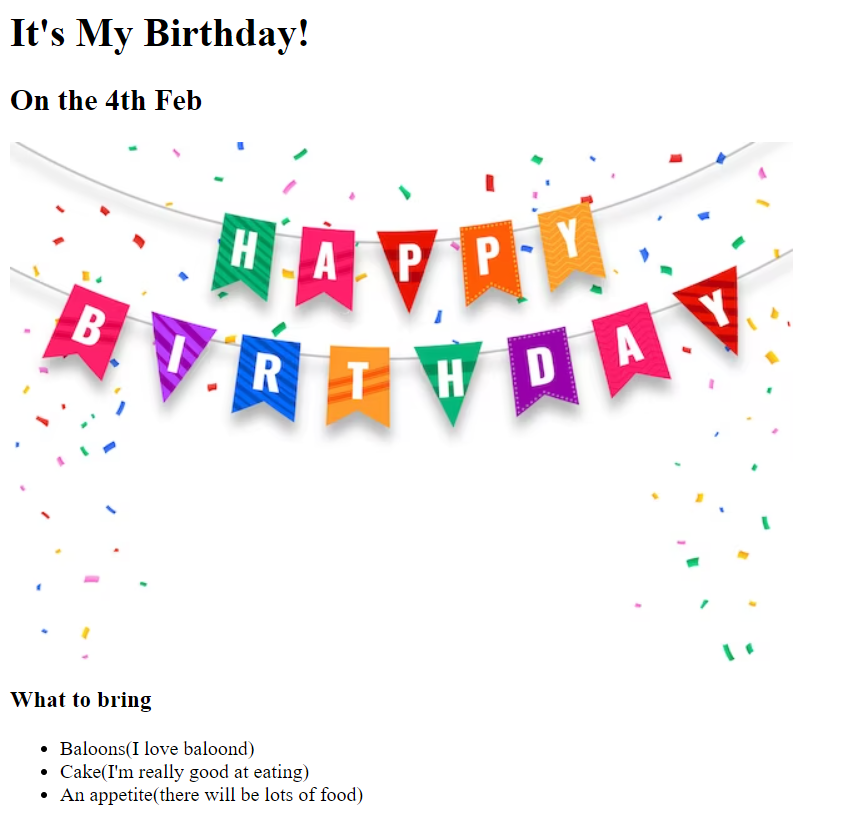 It's My Birthday!
On the 4th Feb
HAPPY
BIRTHDAY
What to bring
Baloons(I love baloond)
Cake(I'm really good at eating)
An appetite(there will be lots of food)